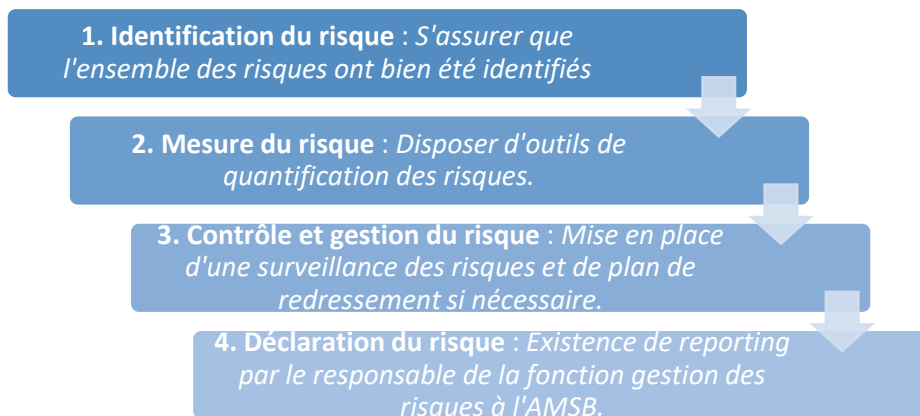 1. Identification du risque : S'assurer que
l'ensemble des risques ont bien été identifiés
2. Mesure du risque : Disposer d'outils de
quantification des risques.
3. Contrôle et gestion du risque : Mise en place
d'une surveillance des risques et de plan de
redressement si nécessaire.
4. Déclaration du risque : Existence de reporting
par le responsable de la fonction gestion des
risques à l'AMSB.